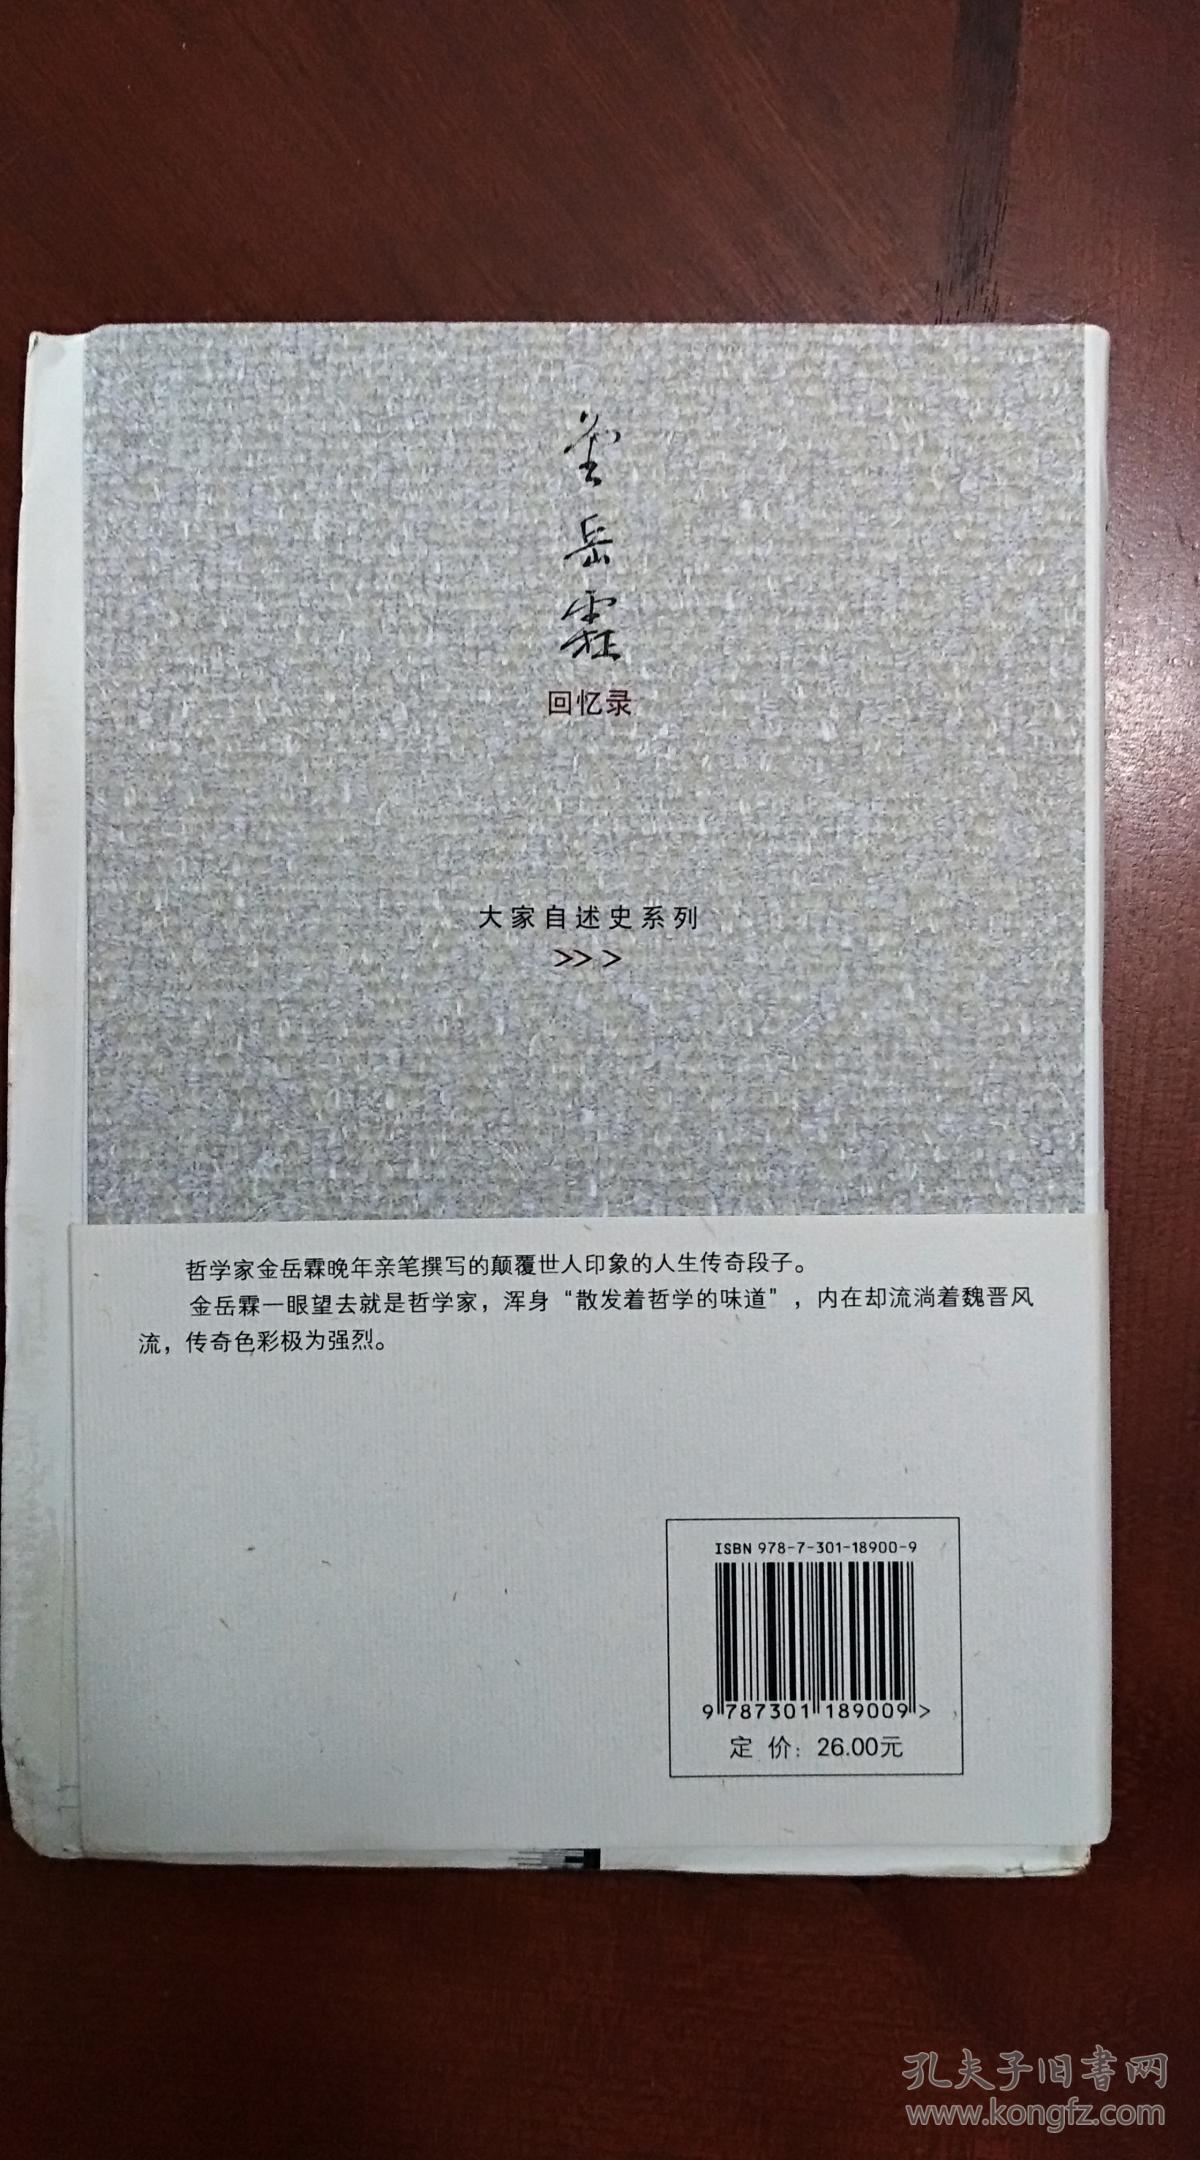 金
岳
霖
回忆录
大家自述史系列
>>>
哲学家金岳霖晚年亲笔撰写的颠覆世人印象的人生传奇段子。
金岳霖一眼望去就是哲学家，浑身“散发着哲学的味道”，内在却流淌着魏晋风
流，传奇色彩极为强烈。
ISBN 978-7-301-18900-9
9 787301 189009 >
定 价：26.00元
孔夫子旧書网
www.kongfz.com